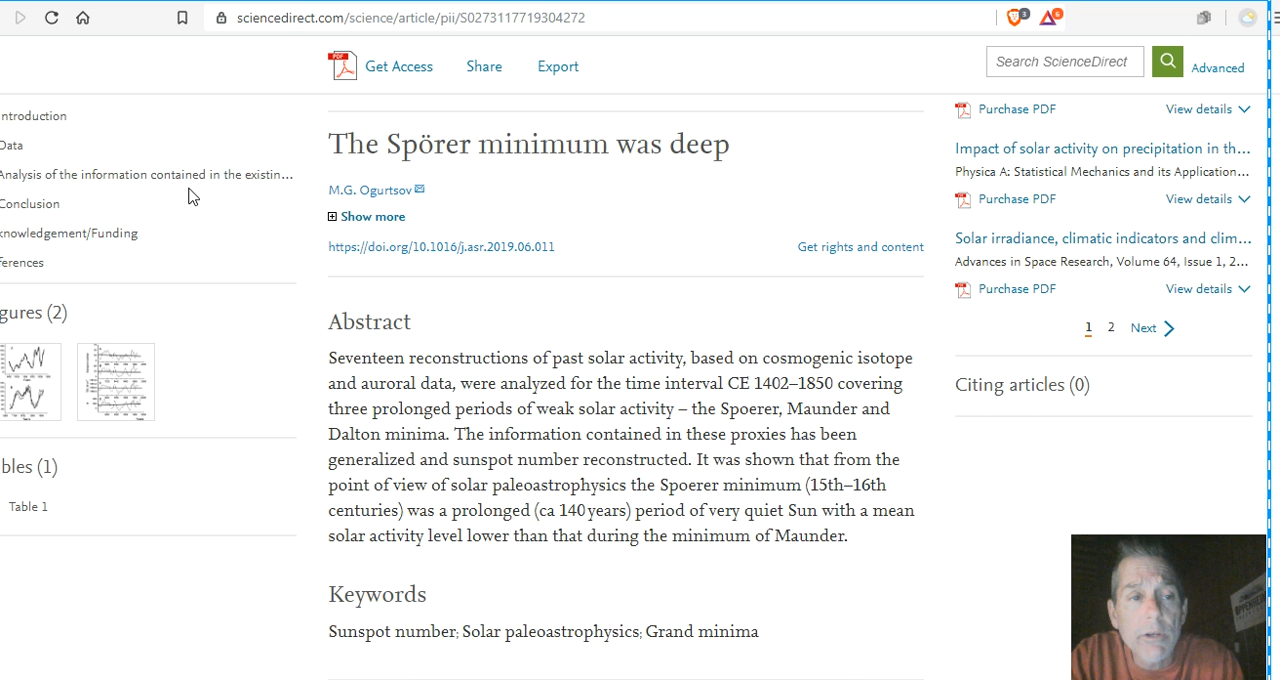 sciencedirect.com/science/article/pii/S0273117719304272
3
6
PDF
Get Access
Share
Export
Search ScienceDirect
Advanced
ntroduction
Data
Analysis of the information contained in the existin...
Conclusion
knowledgement/Funding
ferences
gures (2)
bles (1)
Table 1
The Spörer minimum was deep
M.G. Ogurtsov
Show more
https://doi.org/10.1016/j.asr.2019.06.011
Get rights and content
Abstract
Seventeen reconstructions of past solar activity, based on cosmogenic isotope
and auroral data, were analyzed for the time interval CE 1402–1850 covering
three prolonged periods of weak solar activity – the Spoerer, Maunder and
Dalton minima. The information contained in these proxies has been
generalized and sunspot number reconstructed. It was shown that from the
point of view of solar paleoastrophysics the Spoerer minimum (15th–16th
centuries) was a prolonged (ca 140 years) period of very quiet Sun with a mean
solar activity level lower than that during the minimum of Maunder.
Keywords
Sunspot number; Solar paleoastrophysics; Grand minima
Purchase PDF
View details
Impact of solar activity on precipitation in th...
Physica A: Statistical Mechanics and its Application...
Purchase PDF
View details
Solar irradiance, climatic indicators and clim...
Advances in Space Research, Volume 64, Issue 1, 2...
Purchase PDF
View details
1
2
Next
Citing articles (0)